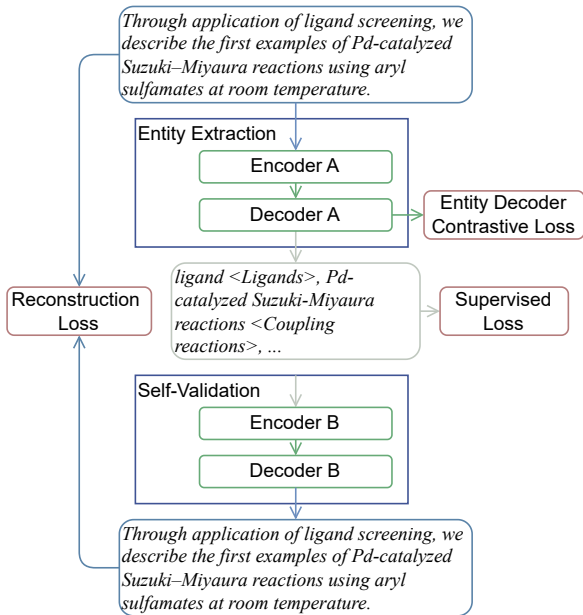 Through application of ligand screening, we
describe the first examples of Pd-catalyzed
Suzuki–Miyaura reactions using aryl
sulfamates at room temperature.
Entity Extraction
Encoder A
Decoder A
Entity Decoder
Contrastive Loss
ligand <Ligands>, Pd-
catalyzed Suzuki-Miyaura
reactions <Coupling
reactions>, ...
Reconstruction
Loss
Supervised
Loss
Self-Validation
Encoder B
Decoder B
Through application of ligand screening, we
describe the first examples of Pd-catalyzed
Suzuki–Miyaura reactions using aryl
sulfamates at room temperature.